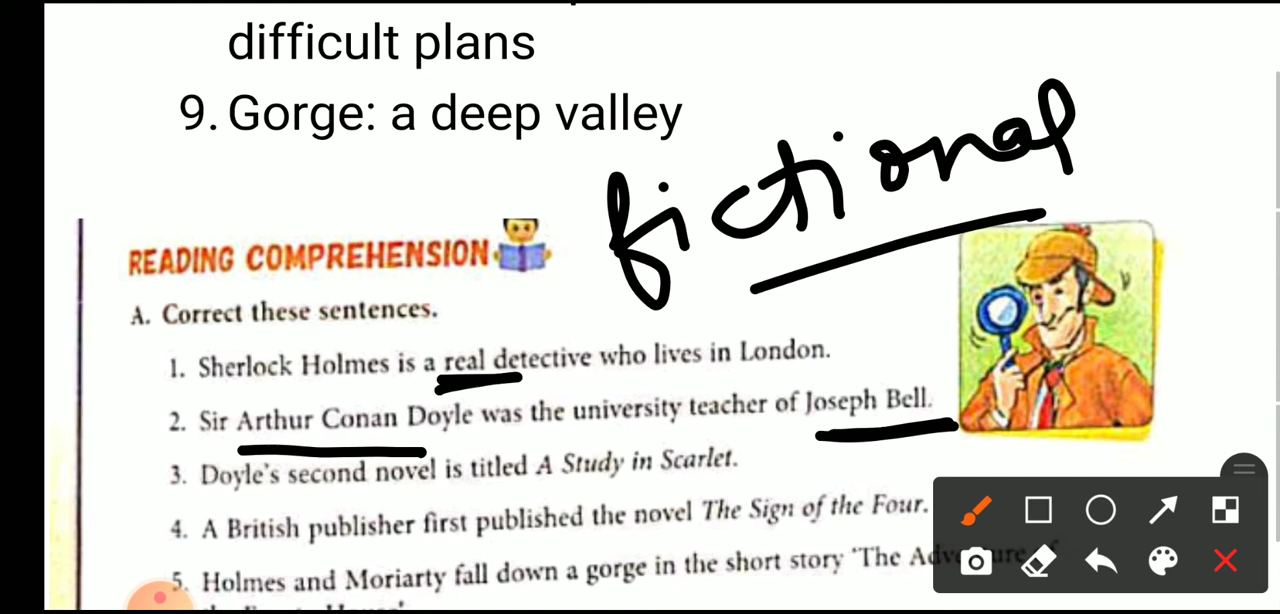 difficult plans
9. Gorge: a deep valley
fictional
READING COMPREHENSION
A. Correct these sentences.
1. Sherlock Holmes is a real detective who lives in London.
2. Sir Arthur Conan Doyle was the university teacher of Joseph Bell.
3. Doyle's second novel is titled A Study in Scarlet.
4. A British publisher first published the novel The Sign of the Four.
5. Holmes and Moriarty fall down a gorge in the short story 'The